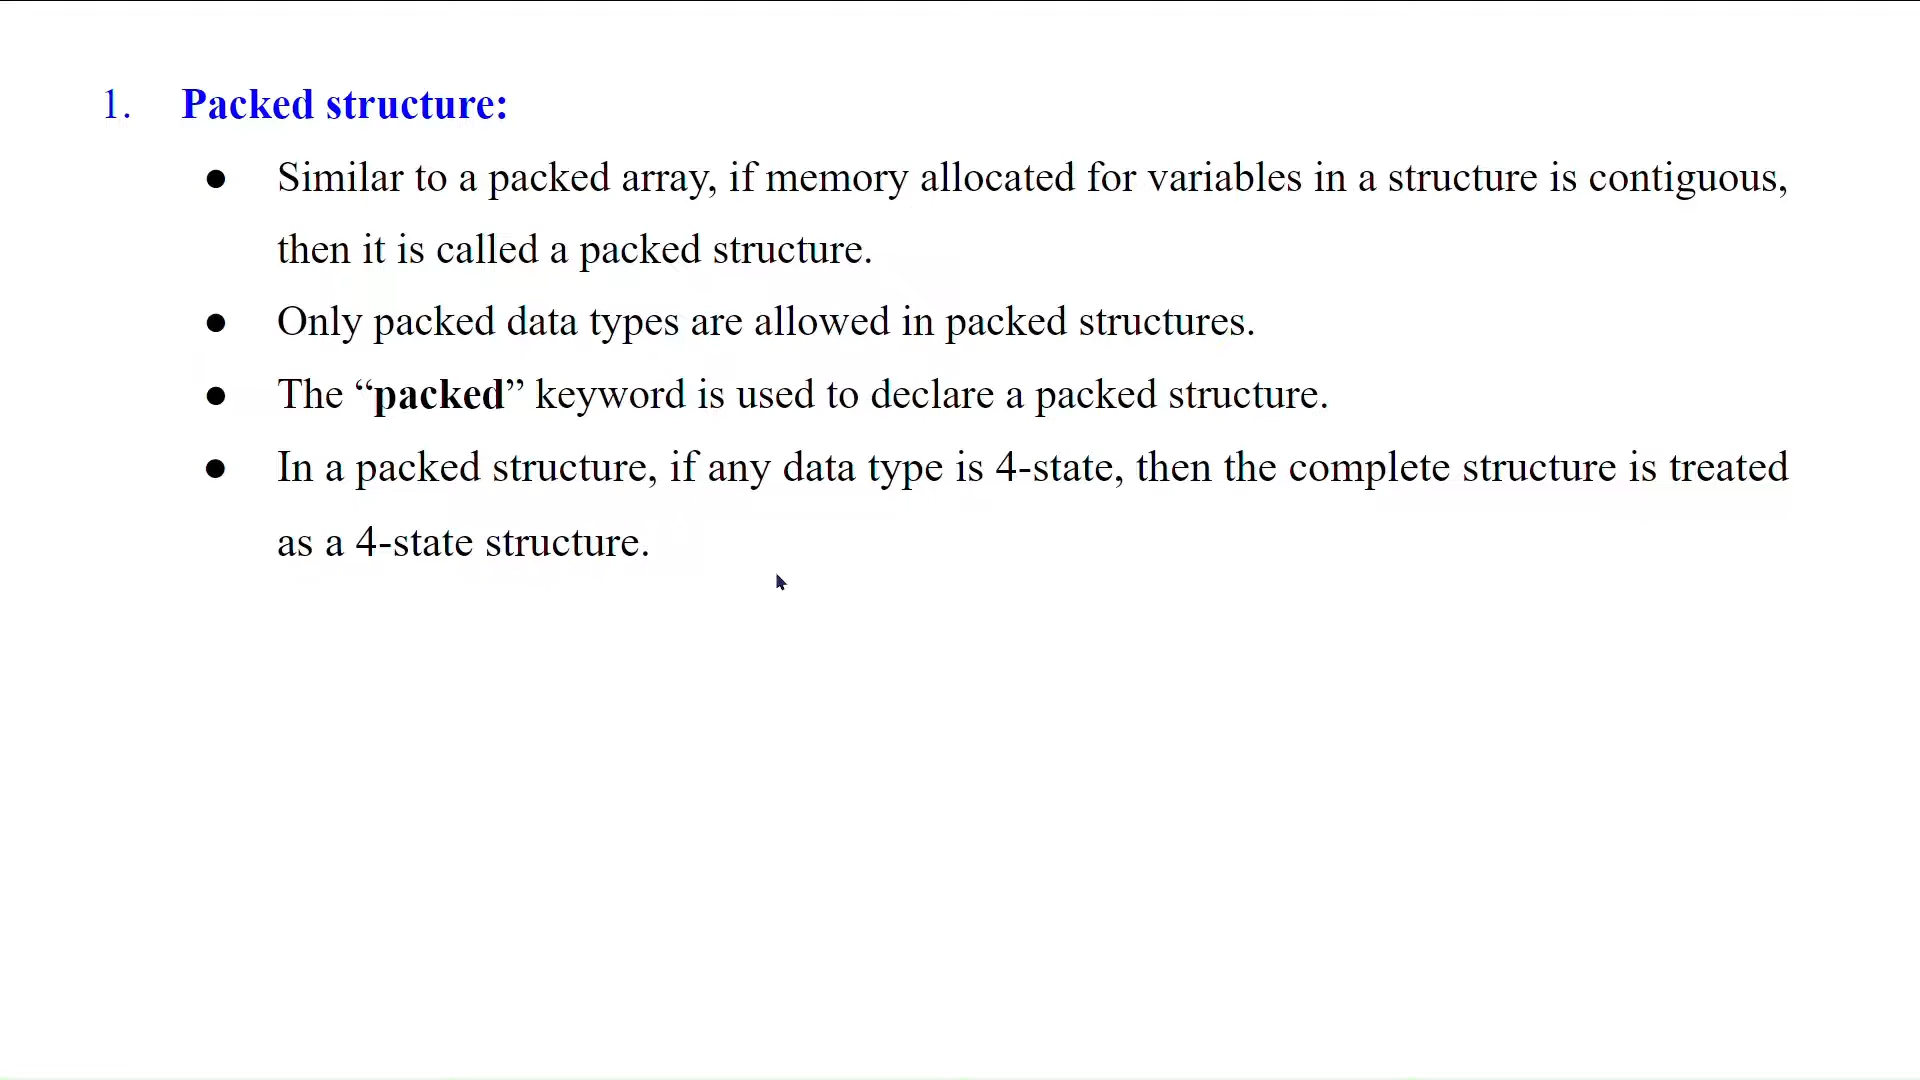 1. Packed structure:
● Similar to a packed array, if memory allocated for variables in a structure is contiguous,
then it is called a packed structure.
● Only packed data types are allowed in packed structures.
● The “packed” keyword is used to declare a packed structure.
● In a packed structure, if any data type is 4-state, then the complete structure is treated
as a 4-state structure.